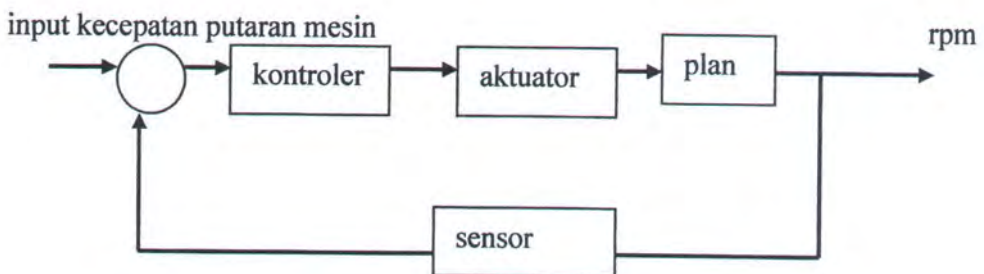 input kecepatan putaran mesin
rpm
kontroler
aktuator
plan
sensor